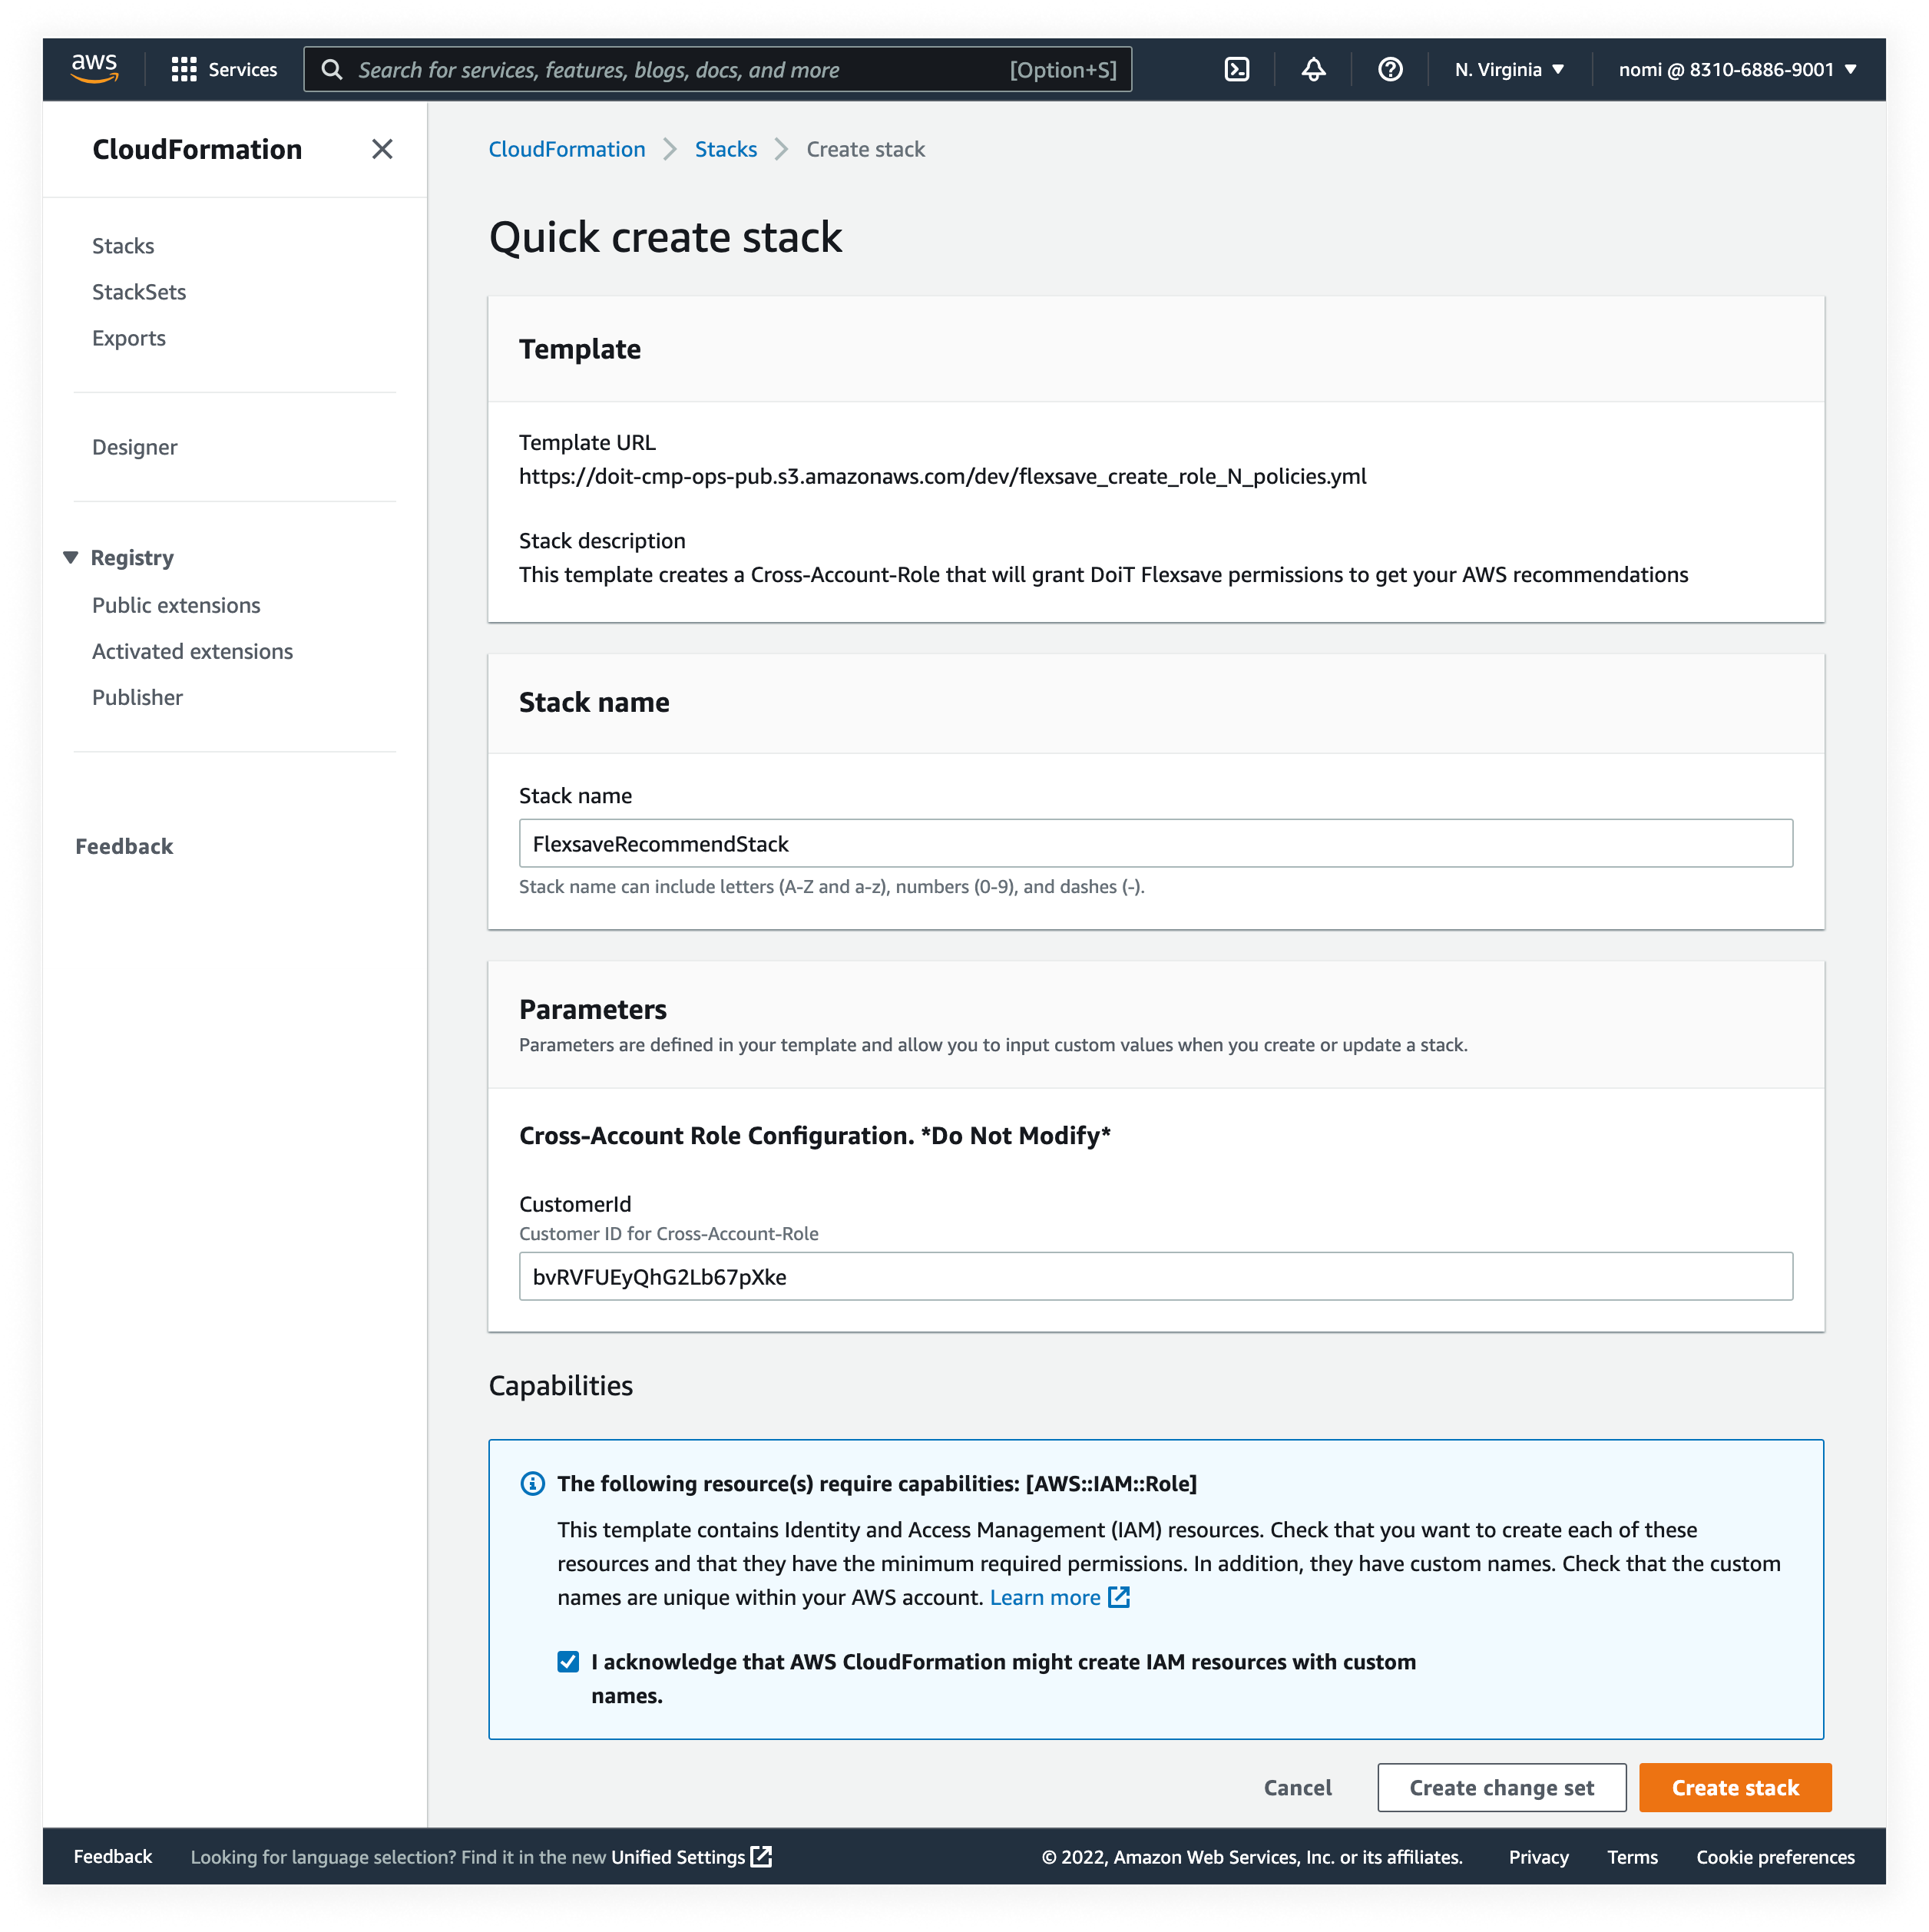 aws
Services
Search for services, features, blogs, docs, and more
[Option+S]
N. Virginia
nomi @ 8310-6886-9001
CloudFormation
Stacks
StackSets
Exports
Designer
Registry
Public extensions
Activated extensions
Publisher
Feedback
CloudFormation
Stacks
Create stack
Quick create stack
Template
Template URL
https://doit-cmp-ops-pub.s3.amazonaws.com/dev/flexsave_create_role_N_policies.yml
Stack description
This template creates a Cross-Account-Role that will grant DoiT Flexsave permissions to get your AWS recommendations
Stack name
Stack name
FlexsaveRecommendStack
Stack name can include letters (A-Z and a-z), numbers (0-9), and dashes (-).
Parameters
Parameters are defined in your template and allow you to input custom values when you create or update a stack.
Cross-Account Role Configuration. *Do Not Modify*
CustomerId
Customer ID for Cross-Account-Role
bvRVFUEyQhG2Lb67pXke
Capabilities
The following resource(s) require capabilities: [AWS::IAM::Role]
This template contains Identity and Access Management (IAM) resources. Check that you want to create each of these
resources and that they have the minimum required permissions. In addition, they have custom names. Check that the custom
names are unique within your AWS account. Learn more
I acknowledge that AWS CloudFormation might create IAM resources with custom
names.
Cancel
Create change set
Create stack
Feedback
Looking for language selection? Find it in the new Unified Settings
© 2022, Amazon Web Services, Inc. or its affiliates.
Privacy
Terms
Cookie preferences